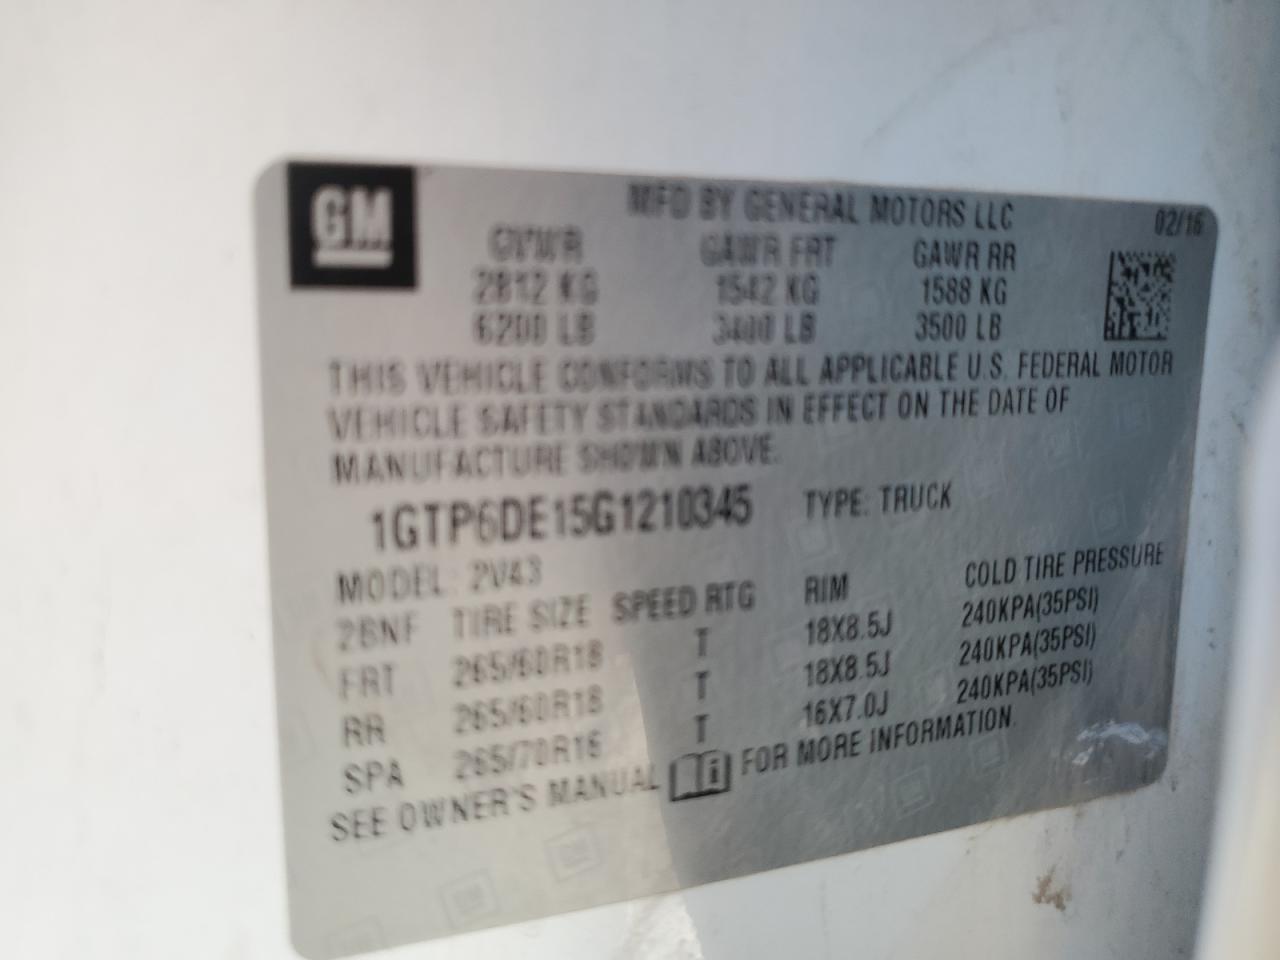 GM
MFD BY GENERAL MOTORS LLC
02/16
GVWR GAWR FRT GAWR RR
2812 KG 1542 KG 1588 KG
6200 LB 3400 LB 3500 LB
THIS VEHICLE CONFORMS TO ALL APPLICABLE U.S. FEDERAL MOTOR
VEHICLE SAFETY STANDARDS IN EFFECT ON THE DATE OF
MANUFACTURE SHOWN ABOVE.
1GTP6DE15G1210345 TYPE: TRUCK
MODEL: 2V43
TIRE SIZE SPEED RTG RIM COLD TIRE PRESSURE
FRT 265/60R18 T 18X8.5J 240KPA(35PSI)
RR 265/60R18 T 18X8.5J 240KPA(35PSI)
SPA 265/70R16 T 16X7.0J 240KPA(35PSI)
SEE OWNER'S MANUAL FOR MORE INFORMATION.